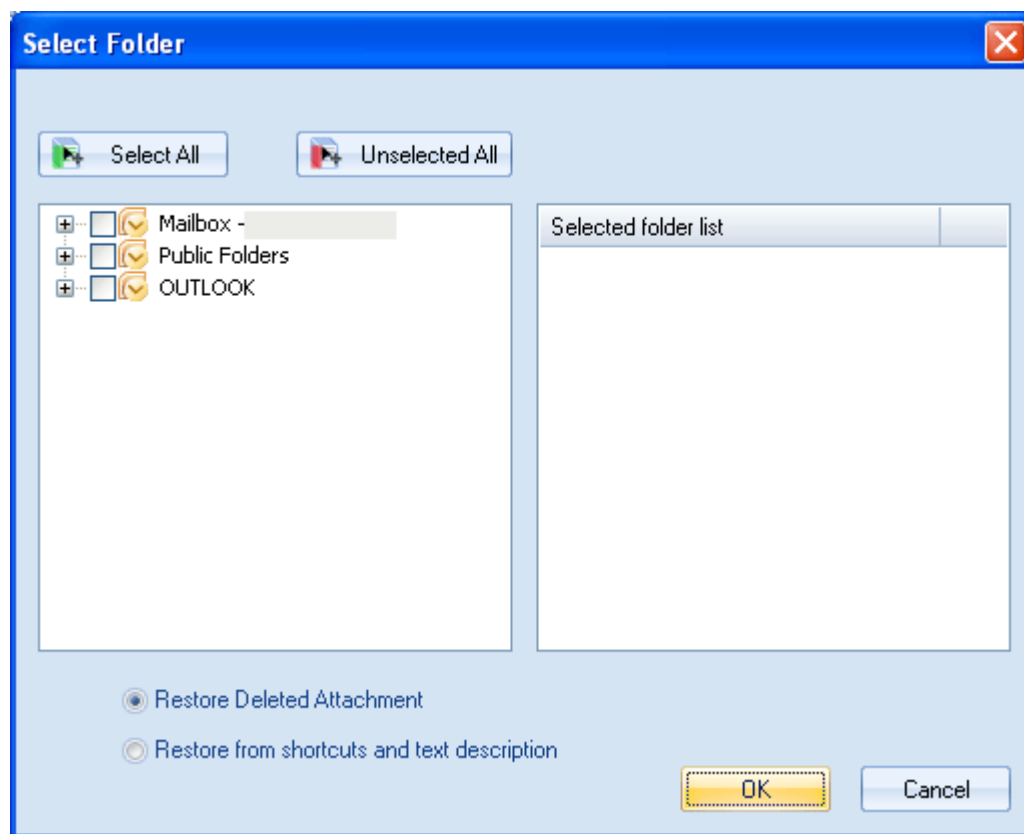 Select Folder
Select All
Unselected All
Mailbox -
Public Folders
OUTLOOK
Selected folder list
Restore Deleted Attachment
Restore from shortcuts and text description
OK
Cancel